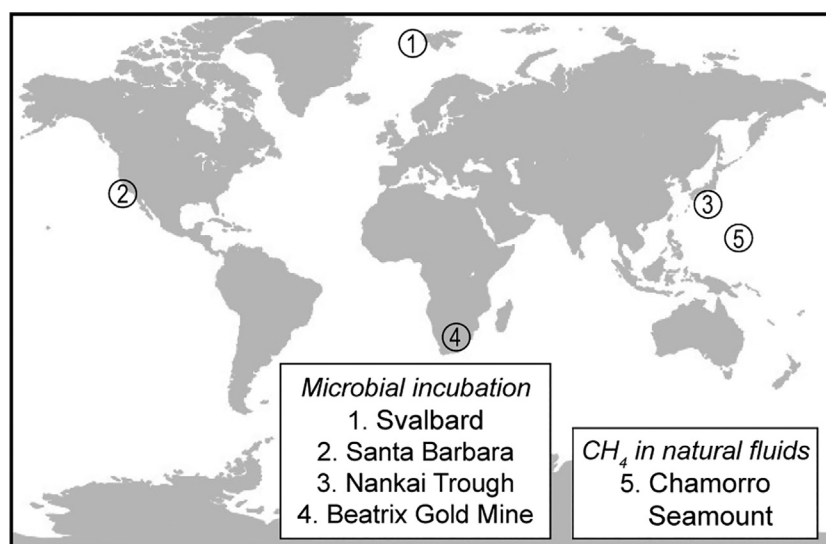 1
2
3
5
4
Microbial incubation
1. Svalbard
2. Santa Barbara
3. Nankai Trough
4. Beatrix Gold Mine
CH₄ in natural fluids
5. Chamorro
Seamount